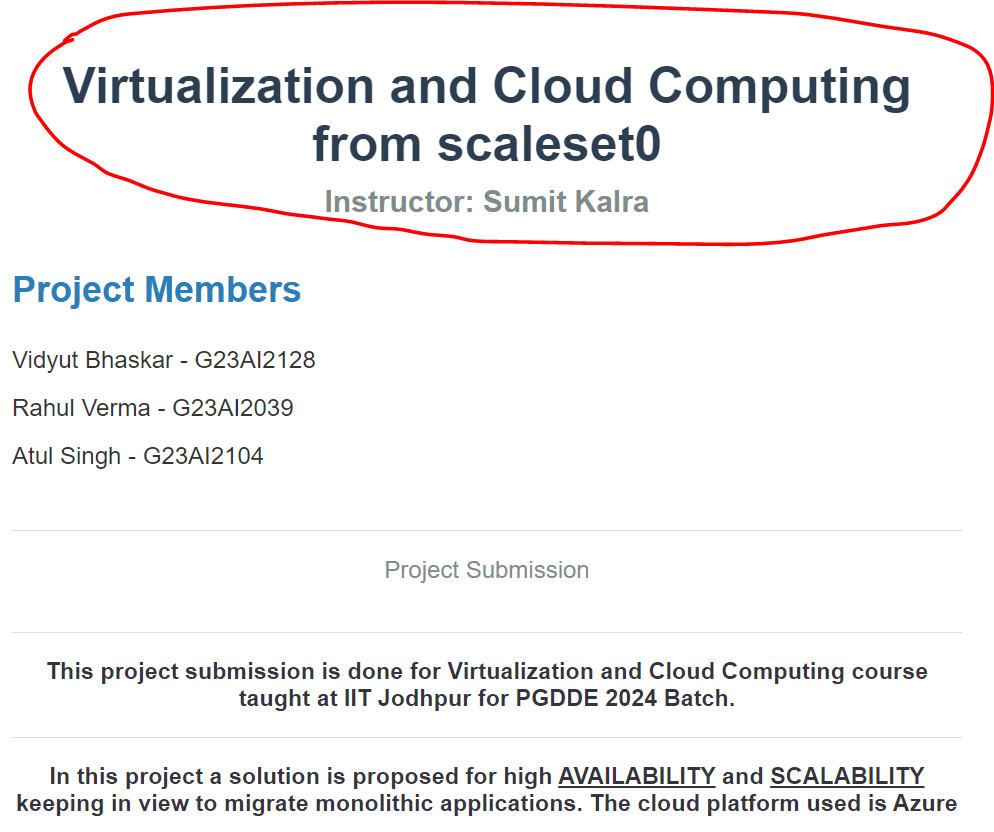 Virtualization and Cloud Computing
from scaleset0
Instructor: Sumit Kalra
Project Members
Vidyut Bhaskar - G23AI2128
Rahul Verma - G23AI2039
Atul Singh - G23AI2104
Project Submission
This project submission is done for Virtualization and Cloud Computing course
taught at IIT Jodhpur for PGDDE 2024 Batch.
In this project a solution is proposed for high AVAILABILITY and SCALABILITY
keeping in view to migrate monolithic applications. The cloud platform used is Azure